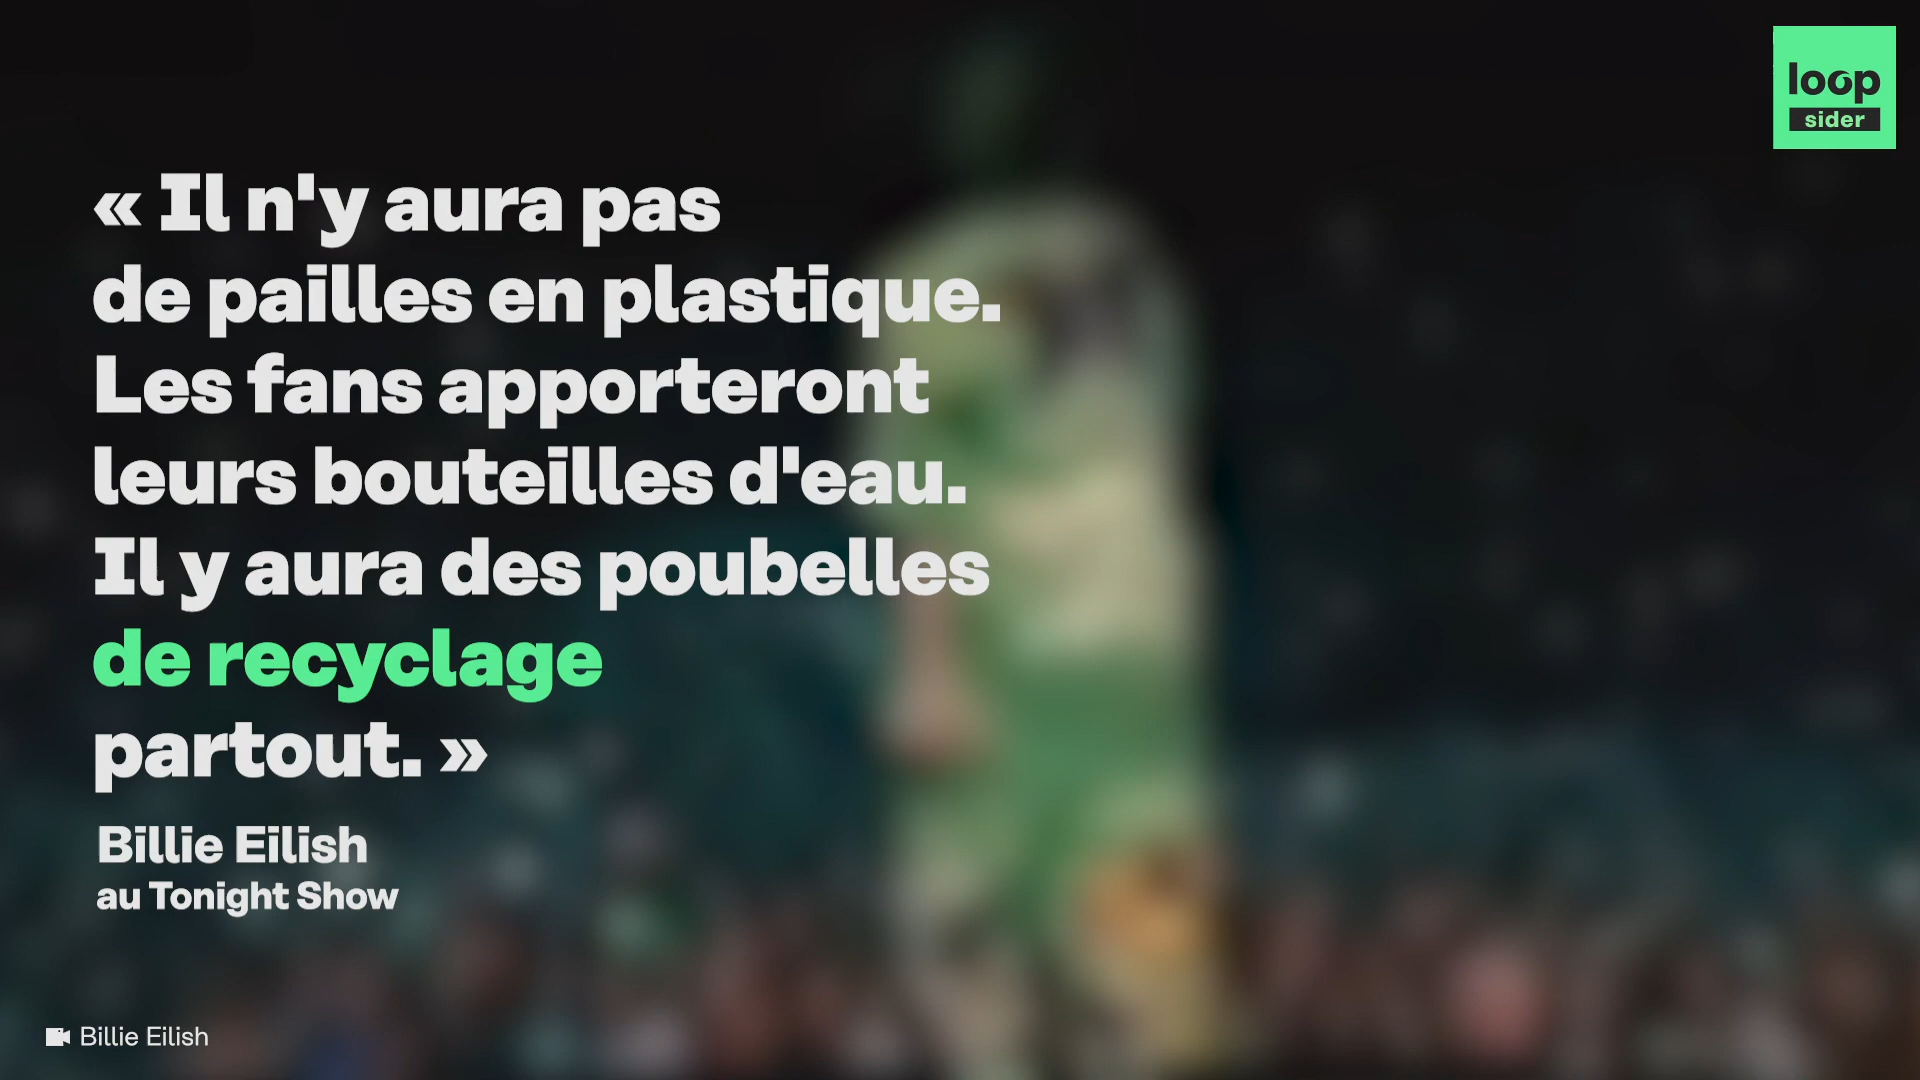 loop
sider
« Il n'y aura pas
de pailles en plastique.
Les fans apporteront
leurs bouteilles d'eau.
Il y aura des poubelles
de recyclage
partout. »
Billie Eilish
au Tonight Show
Billie Eilish